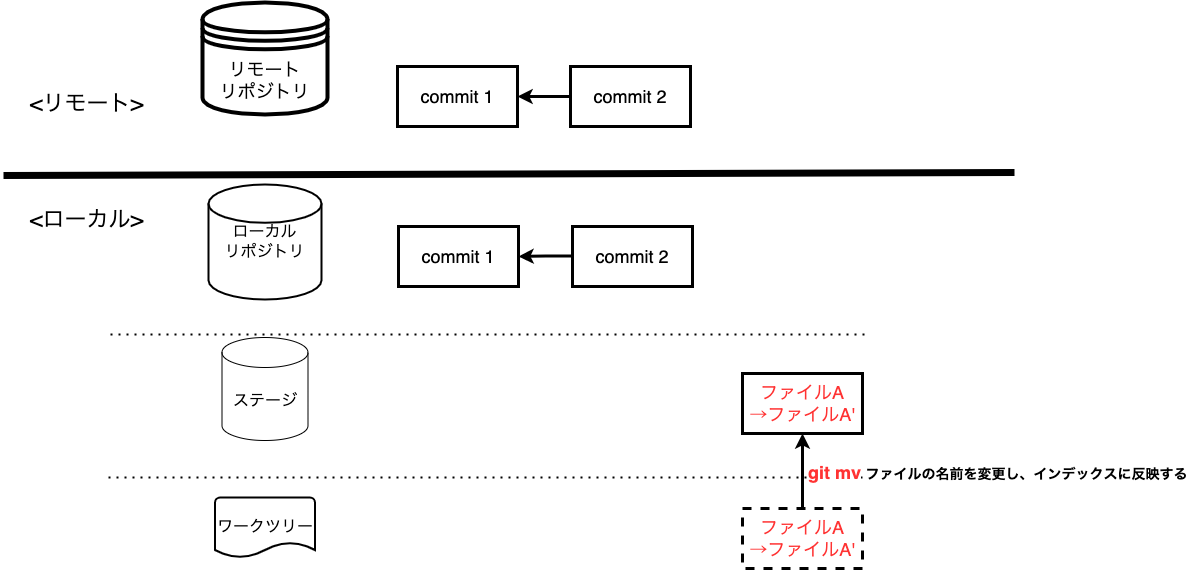 リモート
リポジトリ
<リモート>
commit 1
commit 2
<ローカル>
ローカル
リポジトリ
commit 1
commit 2
ステージ
ファイルA
→ファイルA'
git mv ファイルの名前を変更し、インデックスに反映する
ワークツリー
ファイルA
→ファイルA'